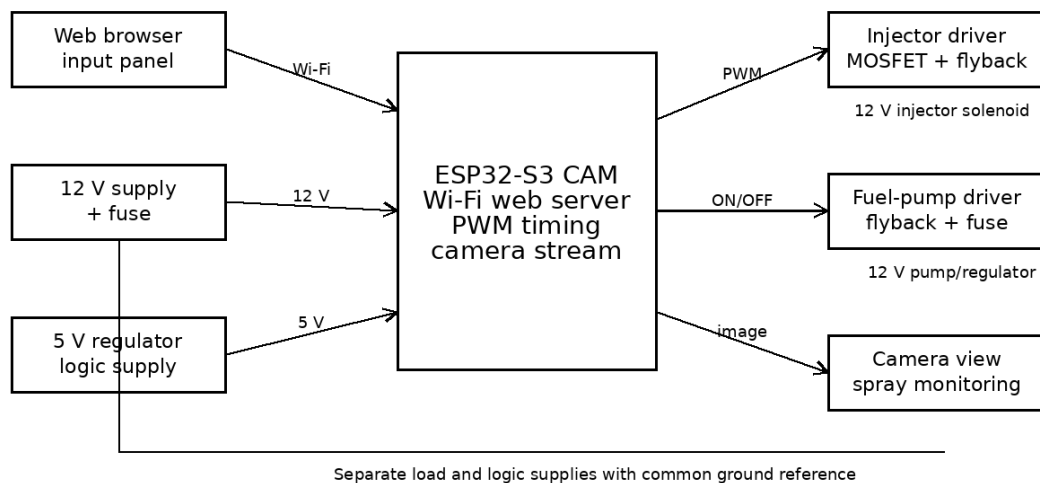 Web browser
input panel
Wi-Fi
12 V supply
+ fuse
12 V
5 V regulator
logic supply
5 V
ESP32-S3 CAM
Wi-Fi web server
PWM timing
camera stream
PWM
Injector driver
MOSFET + flyback
12 V injector solenoid
ON/OFF
Fuel-pump driver
flyback + fuse
12 V pump/regulator
image
Camera view
spray monitoring
Separate load and logic supplies with common ground reference